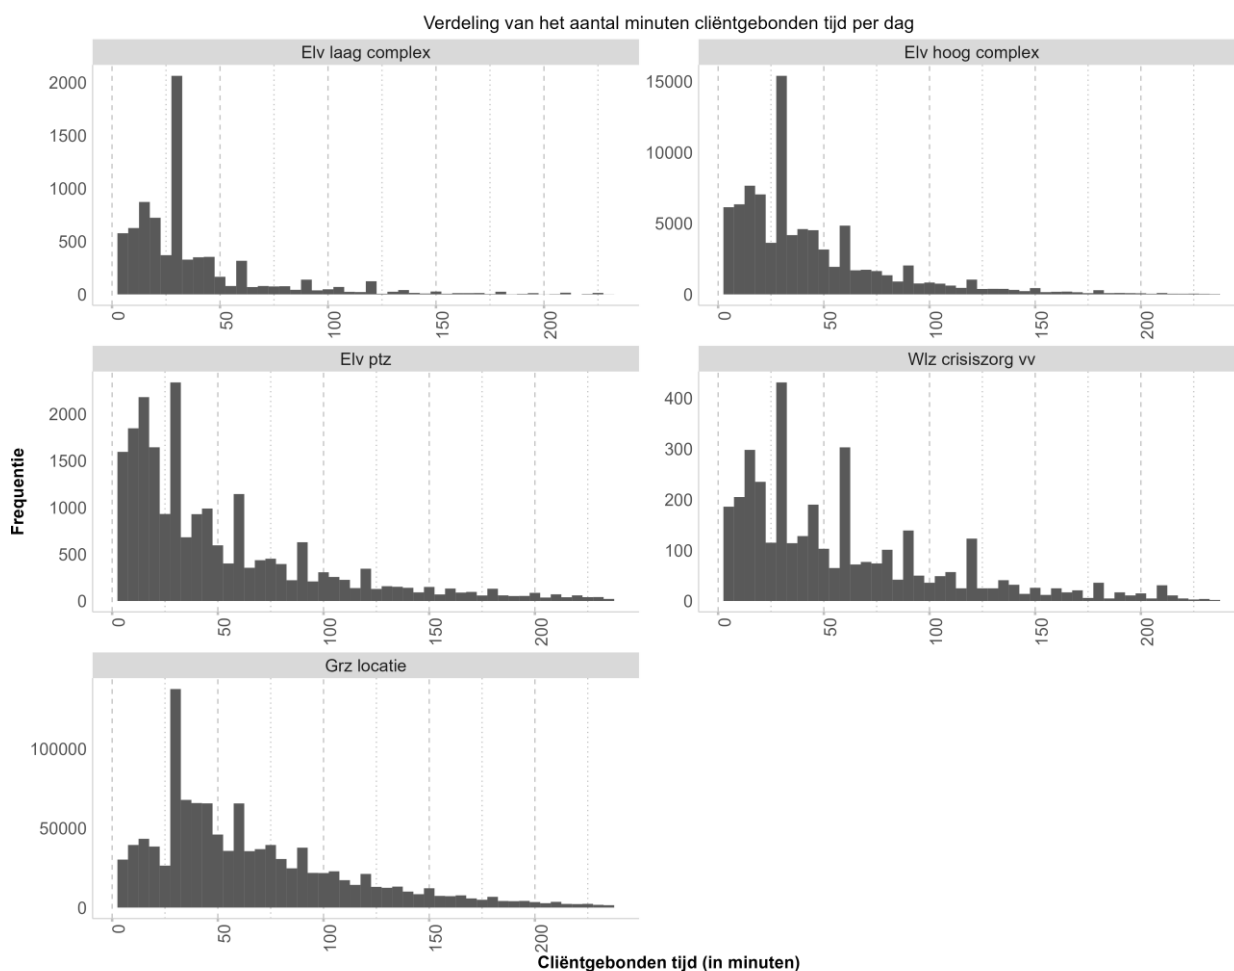 Verdeling van het aantal minuten cliëntgebonden tijd per dag
Elv laag complex
2000
1500
1000
500
0
0 50 100 150 200
Elv hoog complex
15000
10000
5000
0
0 50 100 150 200
Frequentie
Elv ptz
2000
1500
1000
500
0
0 50 100 150 200
Wlz crisiszorg vv
400
300
200
100
0
0 50 100 150 200
Grz locatie
100000
50000
0
0 50 100 150 200
Cliëntgebonden tijd (in minuten)